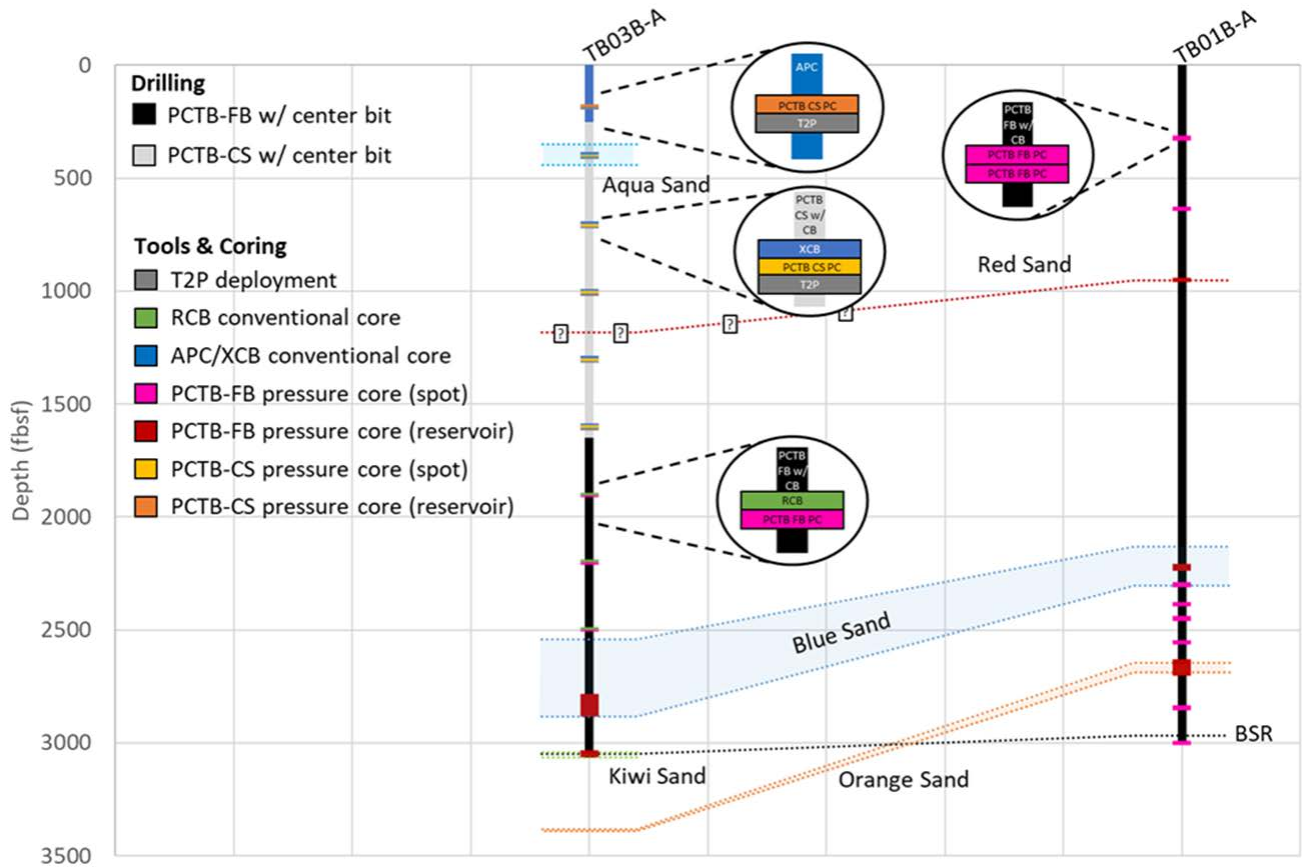 TB03B-A
TB01B-A
Drilling
PCTB-FB w/ center bit
PCTB-CS w/ center bit
Tools & Coring
T2P deployment
RCB conventional core
APC/XCB conventional core
PCTB-FB pressure core (spot)
PCTB-FB pressure core (reservoir)
PCTB-CS pressure core (spot)
PCTB-CS pressure core (reservoir)
Depth (fbsf)
0
500
1000
1500
2000
2500
3000
3500
APC
PCTB CS PC
T2P
PCTB
FB w/
CB
PCTB FB PC
PCTB FB PC
Aqua Sand
PCTB
CS w/
CB
XCB
PCTB CS PC
T2P
Red Sand
?
?
?
?
PCTB
FB w/
CB
RCB
PCTB FB PC
Blue Sand
BSR
Kiwi Sand
Orange Sand